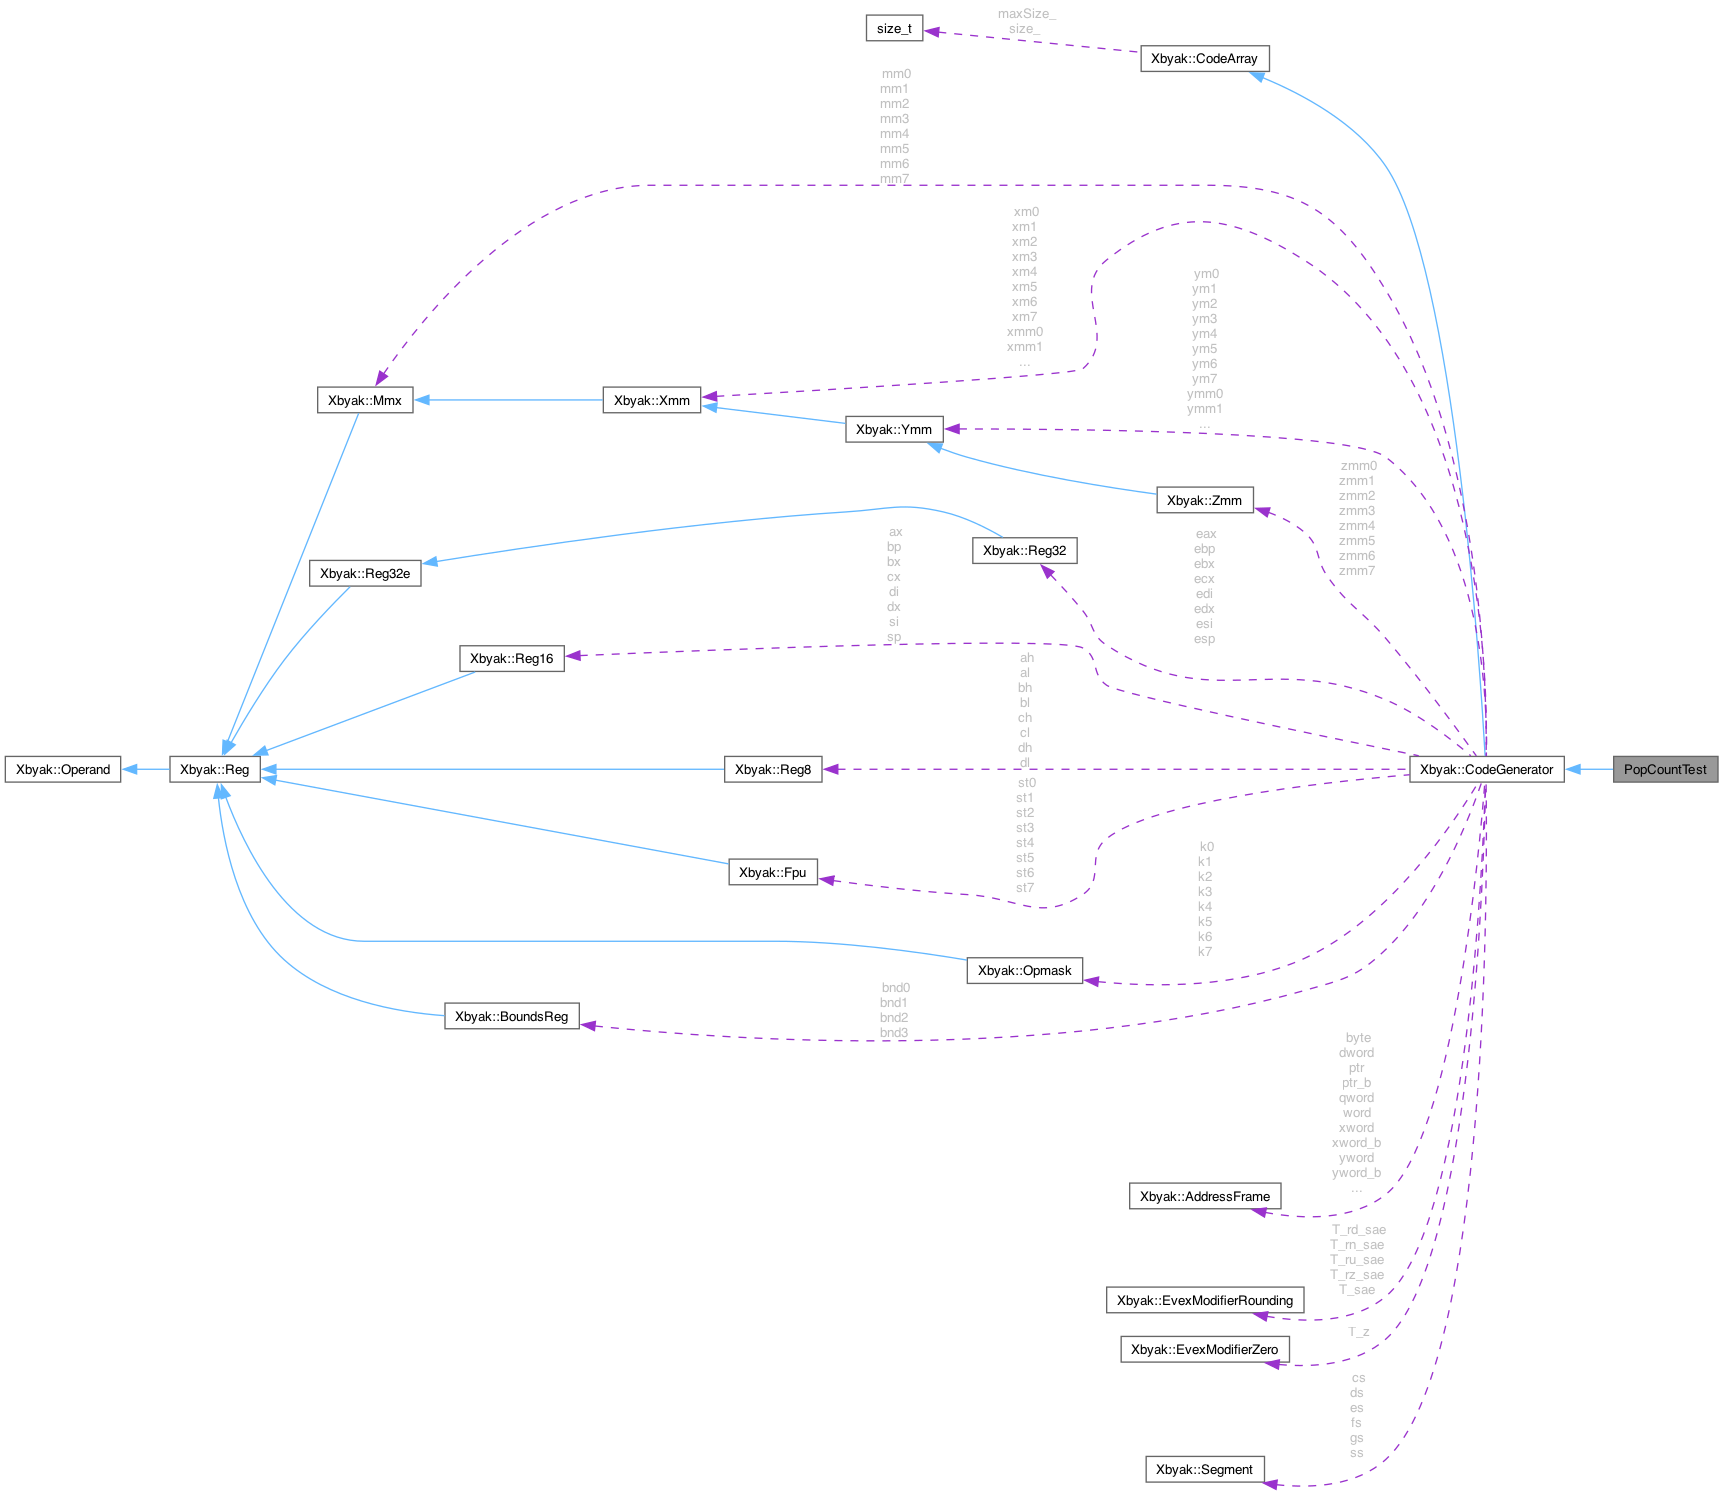 maxSize_
size_
size_t
Xbyak::CodeArray
mm0
mm1
mm2
mm3
mm4
mm5
mm6
mm7
xm0
xm1
xm2
xm3
xm4
xm5
xm6
xm7
xmm0
xmm1
...
ym0
ym1
ym2
ym3
ym4
ym5
ym6
ym7
ymm0
ymm1
...
Xbyak::Mmx
Xbyak::Xmm
Xbyak::Ymm
zmm0
zmm1
zmm2
zmm3
zmm4
zmm5
zmm6
zmm7
Xbyak::Zmm
eax
ebp
ebx
ecx
edi
edx
esi
esp
ax
bp
bx
cx
di
dx
si
sp
Xbyak::Reg32
Xbyak::Reg32e
Xbyak::Reg16
ah
al
bh
bl
ch
cl
dh
dl
Xbyak::Operand
Xbyak::Reg
Xbyak::Reg8
Xbyak::CodeGenerator
PopCountTest
st0
st1
st2
st3
st4
st5
st6
st7
Xbyak::Fpu
k0
k1
k2
k3
k4
k5
k6
k7
Xbyak::Opmask
bnd0
bnd1
bnd2
bnd3
Xbyak::BoundsReg
byte
dword
ptr
ptr_b
qword
word
xword
xword_b
yword
yword_b
...
Xbyak::AddressFrame
T_rd_sae
T_rn_sae
T_ru_sae
T_rz_sae
T_sae
Xbyak::EvexModifierRounding
T_z
Xbyak::EvexModifierZero
cs
ds
es
fs
gs
ss
Xbyak::Segment